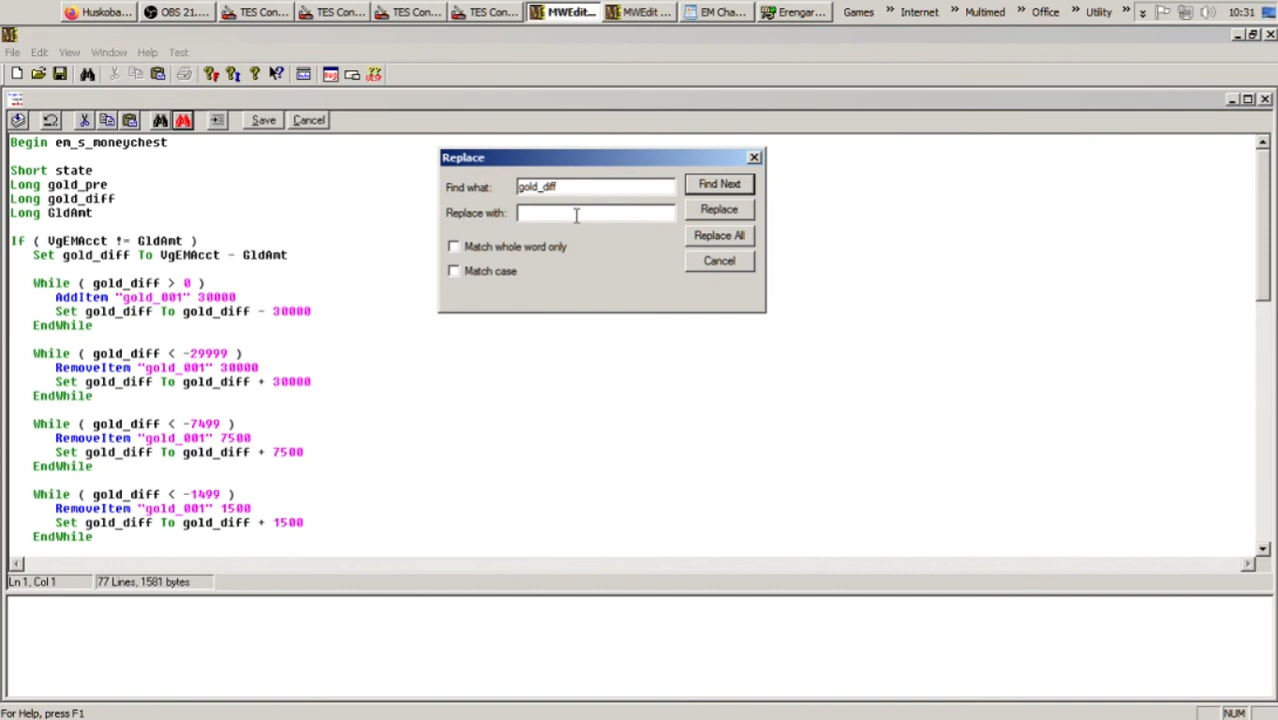 Huskoba... OBS 21.... TES Con... TES Con... TES Con... TES Con... MWEdit... MWEdit ... EM Cha... Erengar... Games » Internet » Multimed » Office » Utility » 10:31
File Edit View Window Help Test
Save Cancel
Begin em_s_moneychest
Short state
Long gold_pre
Long gold_diff
Long GldAmt
If ( VgEMAcct != GldAmt )
Set gold_diff To VgEMAcct - GldAmt
While ( gold_diff > 0 )
AddItem "gold_001" 30000
Set gold_diff To gold_diff - 30000
EndWhile
While ( gold_diff < -29999 )
RemoveItem "gold_001" 30000
Set gold_diff To gold_diff + 30000
EndWhile
While ( gold_diff < -7499 )
RemoveItem "gold_001" 7500
Set gold_diff To gold_diff + 7500
EndWhile
While ( gold_diff < -1499 )
RemoveItem "gold_001" 1500
Set gold_diff To gold_diff + 1500
EndWhile
Replace
Find what: gold_diff Find Next
Replace with: Replace
Match whole word only Replace All
Match case Cancel
Ln 1, Col 1 77 Lines, 1581 bytes
For Help, press F1 NUM